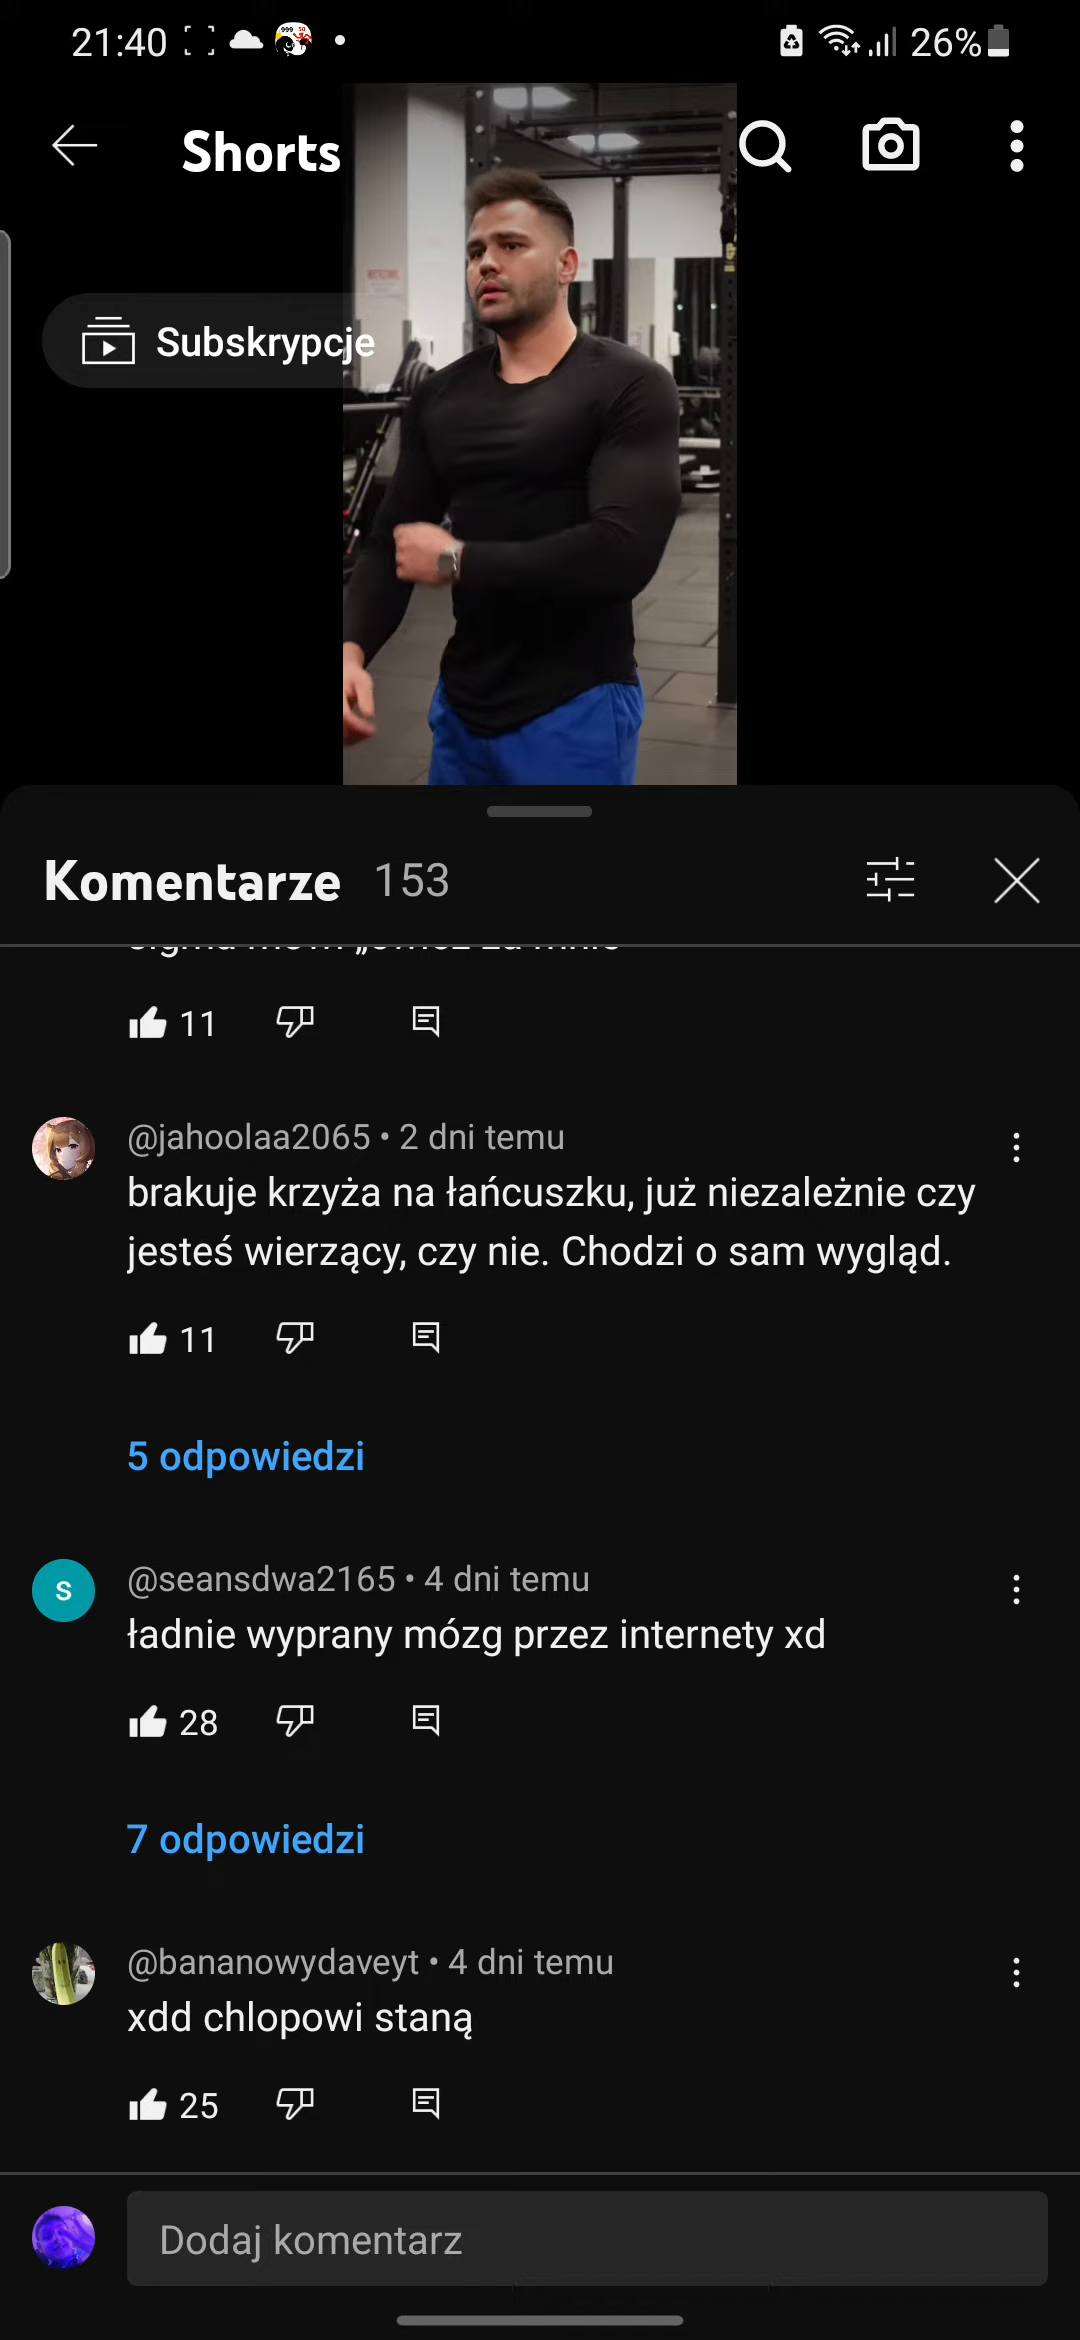 21:40
26%
Shorts
Subskrypcje
Komentarze 153
11
@jahoolaa2065 • 2 dni temu
brakuje krzyża na łańcuszku, już niezależnie czy
jesteś wierzący, czy nie. Chodzi o sam wygląd.
11
5 odpowiedzi
S
@seansdwa2165 • 4 dni temu
ładnie wyprany mózg przez internety xd
28
7 odpowiedzi
@bananowydaveyt • 4 dni temu
xdd chlopowi staną
25
Dodaj komentarz